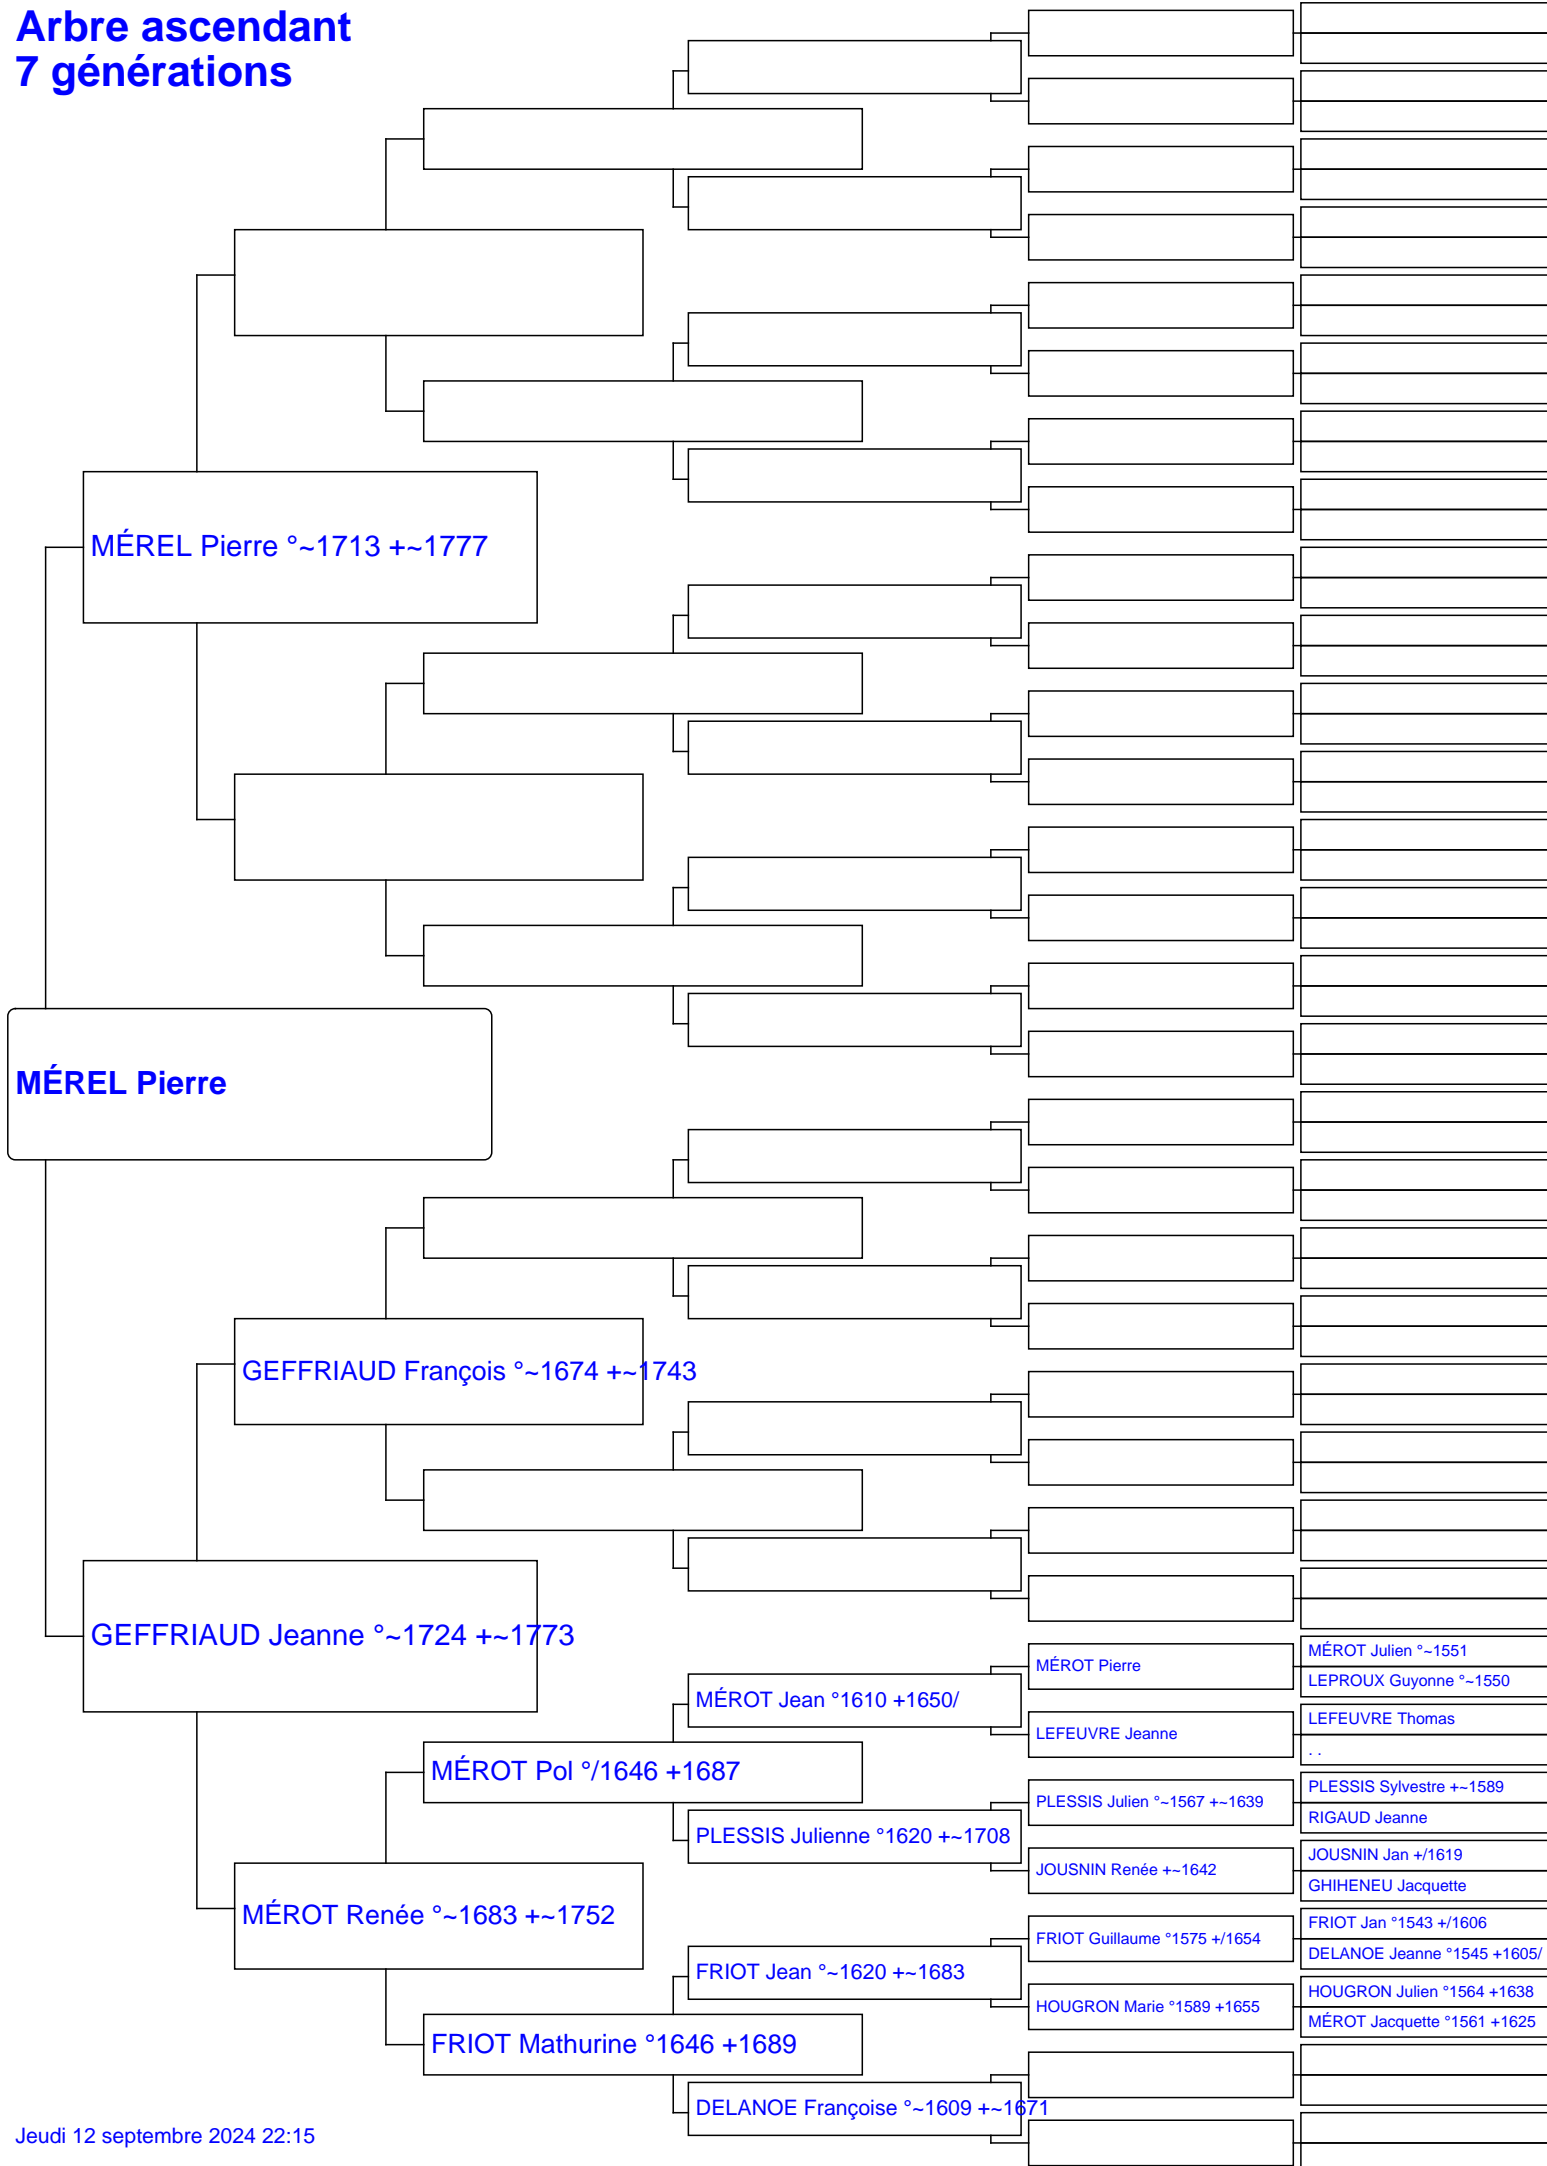 Arbre ascendant
7 générations
MÉREL Pierre °~1713 +~1777
MÉREL Pierre
GEFFRIAUD François °~1674 +~1743
GEFFRIAUD Jeanne °~1724 +~1773
MÉROT Julien °~1551
MÉROT Pierre
LEPROUX Guyonne °~1550
MÉROT Jean °1610 +1650/
LEFEUVRE Thomas
LEFEUVRE Jeanne
. .
MÉROT Pol °/1646 +1687
PLESSIS Sylvestre +~1589
PLESSIS Julien °~1567 +~1639
RIGAUD Jeanne
PLESSIS Julienne °1620 +~1708
JOUSNIN Jan +/1619
JOUSNIN Renée +~1642
GHIHENEU Jacquette
MÉROT Renée °~1683 +~1752
FRIOT Jan °1543 +/1606
FRIOT Guillaume °1575 +/1654
DELANOE Jeanne °1545 +1605/
FRIOT Jean °~1620 +~1683
HOUGRON Julien °1564 +1638
HOUGRON Marie °1589 +1655
MÉROT Jacquette °1561 +1625
FRIOT Mathurine °1646 +1689
DELANOE Françoise °~1609 +~1671
Jeudi 12 septembre 2024 22:15